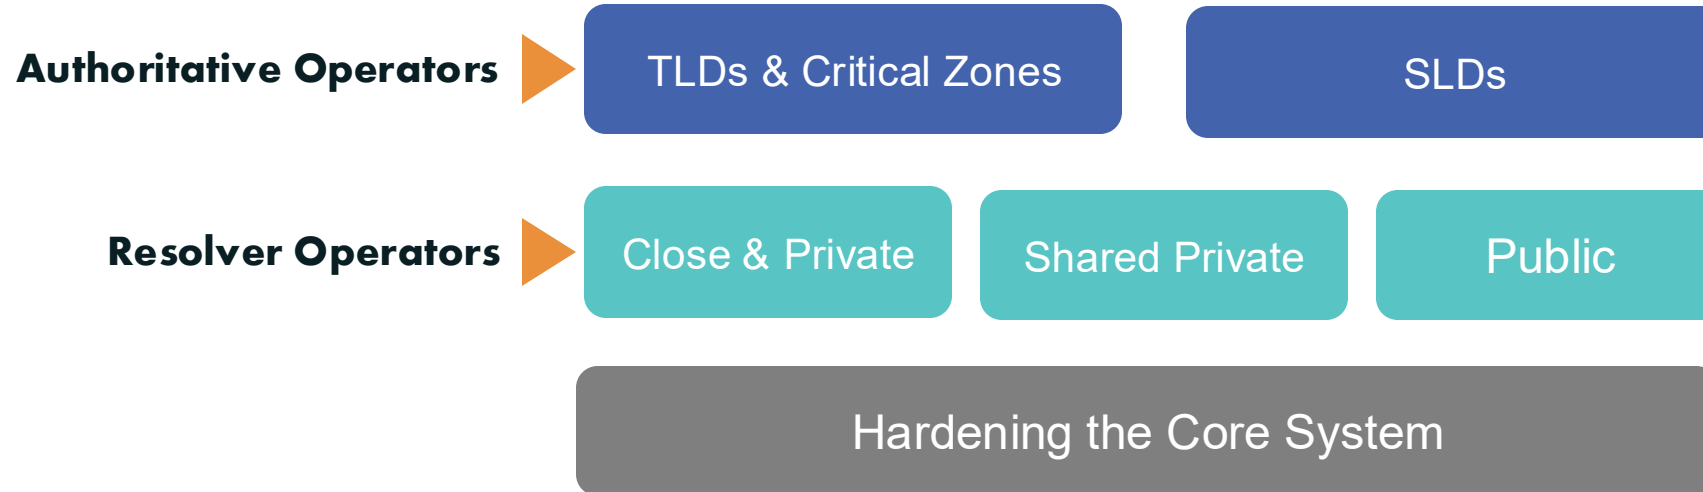 Authoritative Operators
TLDs & Critical Zones
SLDs
Resolver Operators
Close & Private
Shared Private
Public
Hardening the Core System